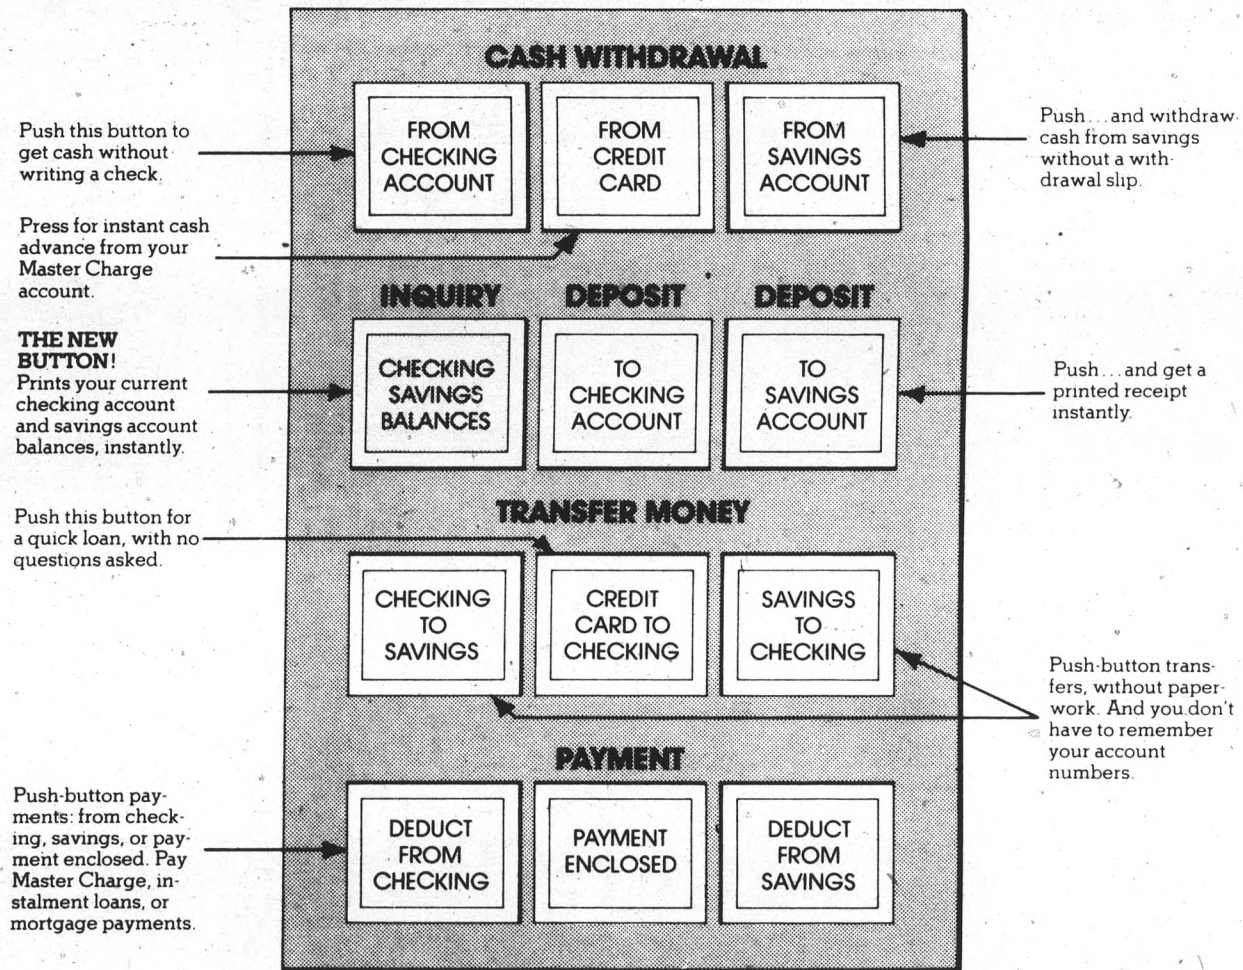 CASH WITHDRAWAL
FROM
CHECKING
ACCOUNT
FROM
CREDIT
CARD
FROM
SAVINGS
ACCOUNT
Push this button to
get cash without
writing a check.
Push...and withdraw
cash from savings
without a with-
drawal slip.
Press for instant cash
advance from your
Master Charge
account.
INQUIRY
DEPOSIT
DEPOSIT
THE NEW
BUTTON!
Prints your current
checking account
and savings account
balances, instantly.
CHECKING
SAVINGS
BALANCES
TO
CHECKING
ACCOUNT
TO
SAVINGS
ACCOUNT
Push...and get a
printed receipt
instantly.
TRANSFER MONEY
Push this button for
a quick loan, with no
questions asked.
CHECKING
TO
SAVINGS
CREDIT
CARD TO
CHECKING
SAVINGS
TO
CHECKING
Push-button trans-
fers, without paper-
work. And you don't
have to remember
your account
numbers.
PAYMENT
Push-button pay-
ments: from check-
ing, savings, or pay-
ment enclosed. Pay
Master Charge, in-
stalment loans, or
mortgage payments.
DEDUCT
FROM
CHECKING
PAYMENT
ENCLOSED
DEDUCT
FROM
SAVINGS